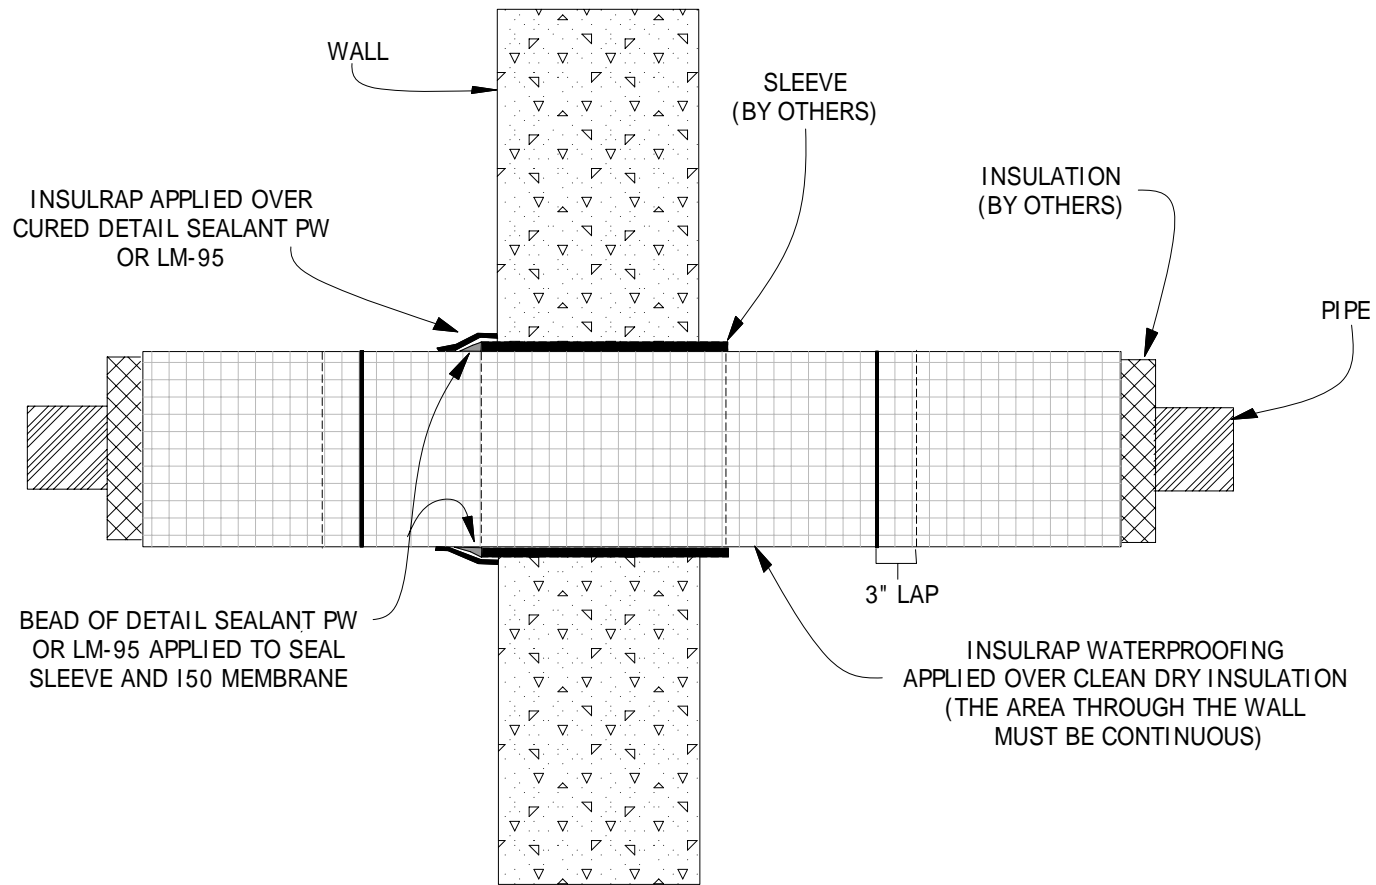 WALL
SLEEVE
(BY OTHERS)
INSULATION
(BY OTHERS)
INSULRAP APPLIED OVER
CURED DETAIL SEALANT PW
OR LM-95
PIPE
3" LAP
BEAD OF DETAIL SEALANT PW
OR LM-95 APPLIED TO SEAL
SLEEVE AND I50 MEMBRANE
INSULRAP WATERPROOFING
APPLIED OVER CLEAN DRY INSULATION
(THE AREA THROUGH THE WALL
MUST BE CONTINUOUS)